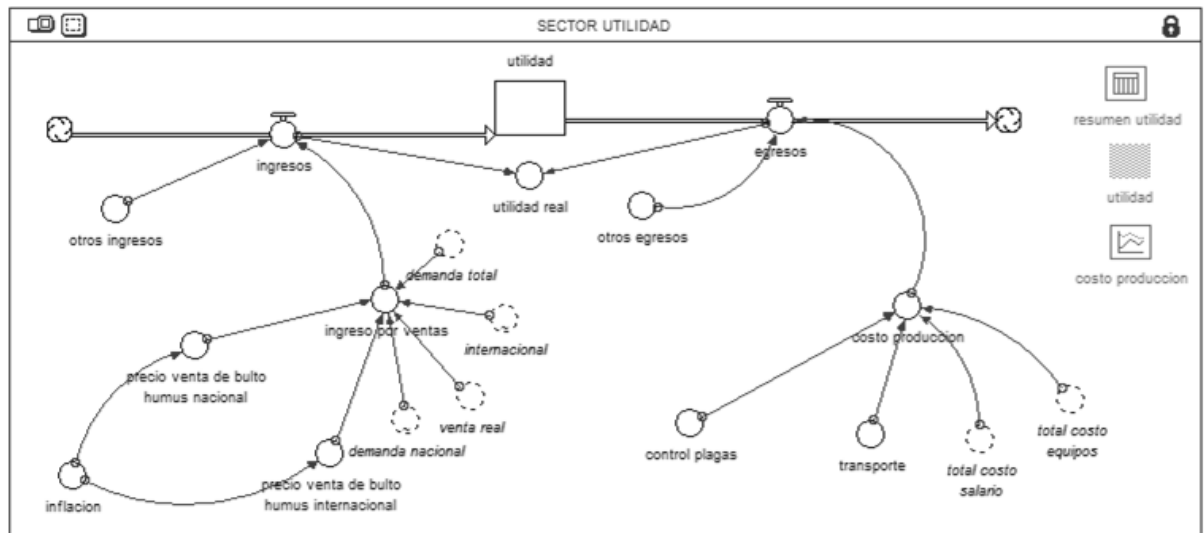 SECTOR UTILIDAD
utilidad
resumen utilidad
ingresos
egresos
utilidad real
utilidad
otros ingresos
otros egresos
demanda total
costo produccion
ingreso por ventas
costo produccion
internacional
precio venta de bulto
humus nacional
venta real
demanda nacional
total costo
equipos
control plagas
transporte
total costo
salario
inflacion
precio venta de bulto
humus internacional